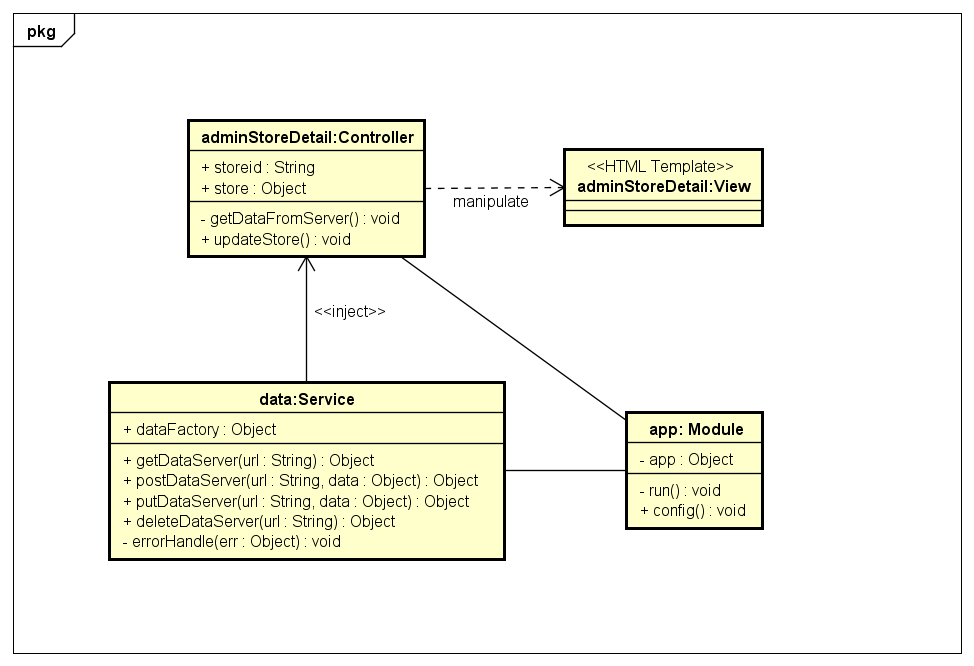 pkg
adminStoreDetail:Controller
+ storeid : String
+ store : Object
- getDataFromServer() : void
+ updateStore() : void
<<HTML Template>>
adminStoreDetail:View
manipulate
<<inject>>
data:Service
+ dataFactory : Object
+ getDataServer(url : String) : Object
+ postDataServer(url : String, data : Object) : Object
+ putDataServer(url : String, data : Object) : Object
+ deleteDataServer(url : String) : Object
- errorHandle(err : Object) : void
app: Module
- app : Object
- run() : void
+ config() : void